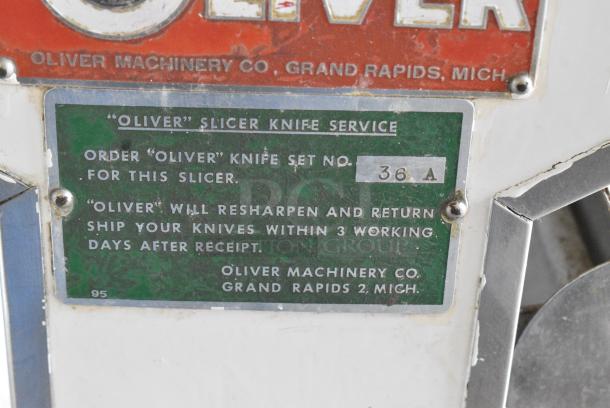 OLIVER
OLIVER MACHINERY CO., GRAND RAPIDS, MICH.
"OLIVER" SLICER KNIFE SERVICE
ORDER "OLIVER" KNIFE SET NO. 36 A
FOR THIS SLICER.
"OLIVER" WILL RESHARPEN AND RETURN
SHIP YOUR KNIVES WITHIN 3 WORKING
DAYS AFTER RECEIPT.
OLIVER MACHINERY CO.
95 GRAND RAPIDS 2, MICH.